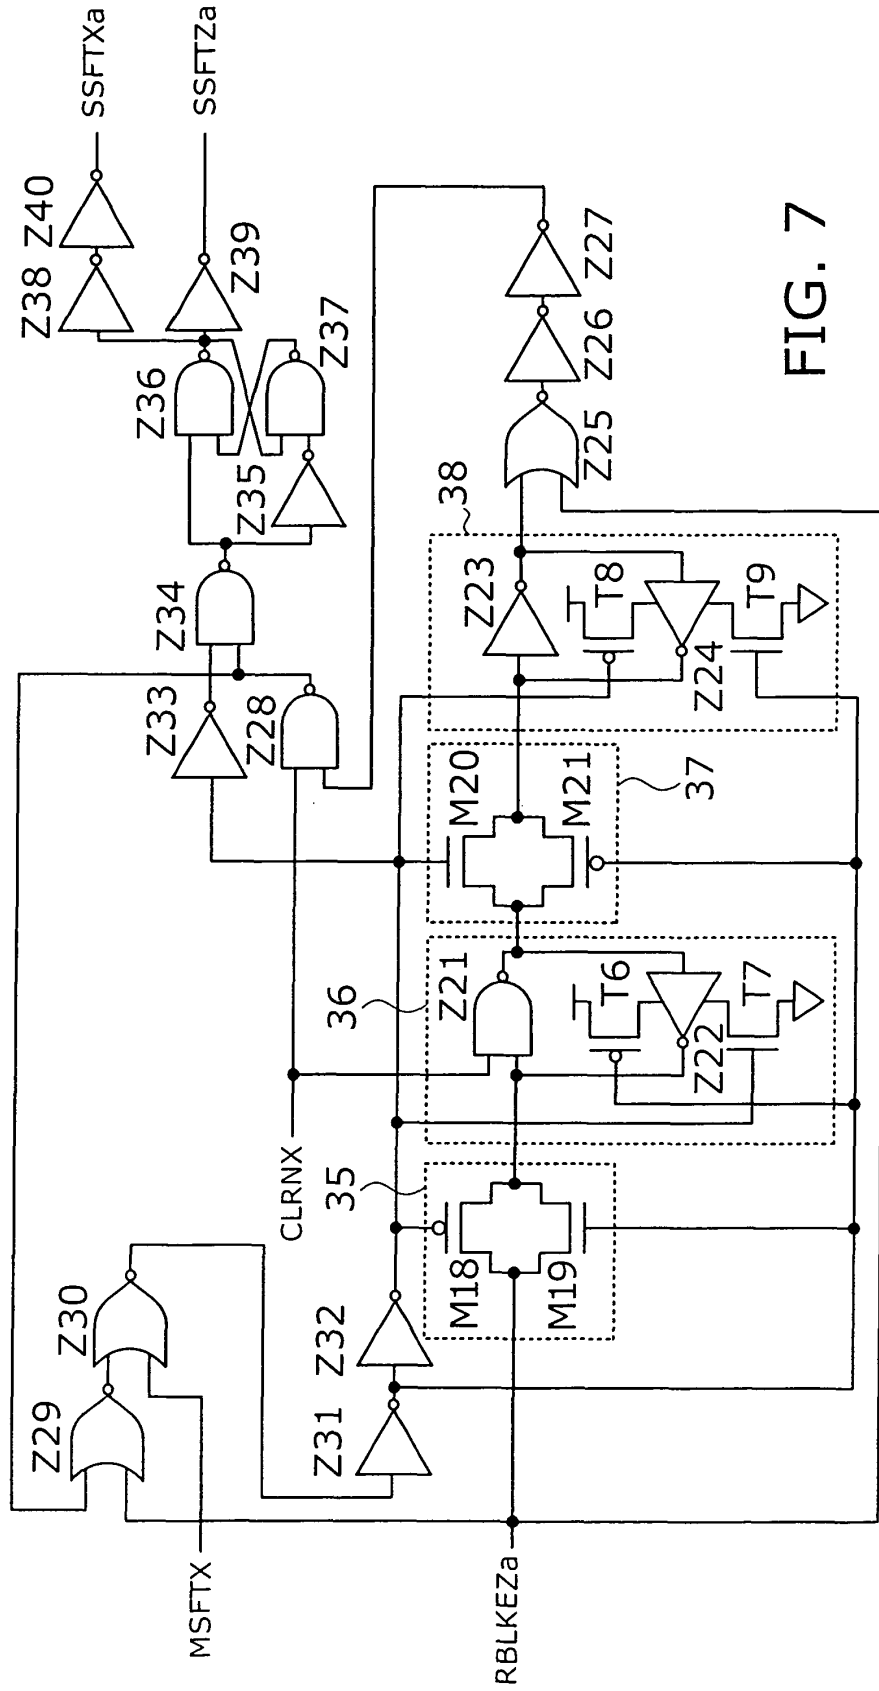 SSFTXa
SSFTZa
Z40
Z38
Z39
Z36
Z37
Z35
Z34
Z33
Z28
CLRNX
Z30
Z29
MSFTX
Z31
Z32
RBLKEZa
35
M18
M19
36
Z21
T6
Z22
T7
37
M20
M21
38
Z23
T8
Z24
T9
Z25
Z26
Z27
FIG. 7